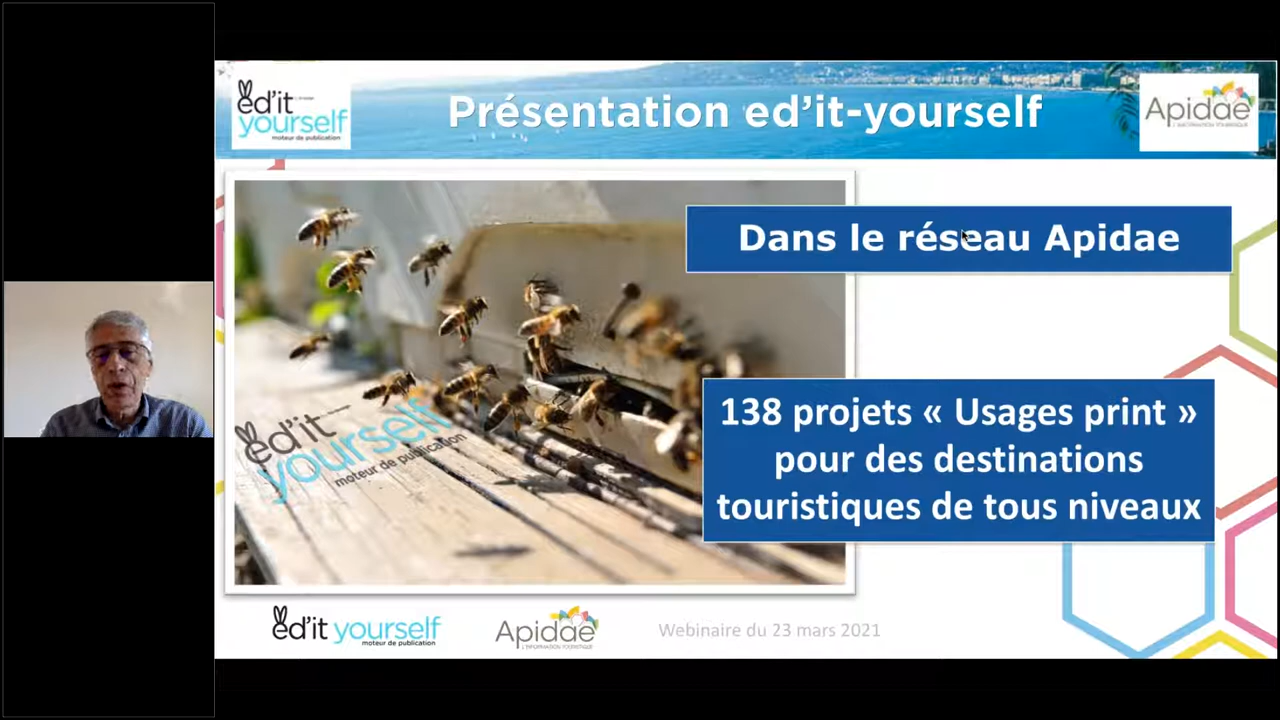 ed'it
yourself
moteur de publication
Présentation ed’it-yourself
Apidae
L'INFORMATION TOURISTIQUE
Dans le réseau Apidae
ed'it
yourself
moteur de publication
138 projets « Usages print »
pour des destinations
touristiques de tous niveaux
ed'it yourself
moteur de publication
Apidae
L'INFORMATION TOURISTIQUE
Webinaire du 23 mars 2021